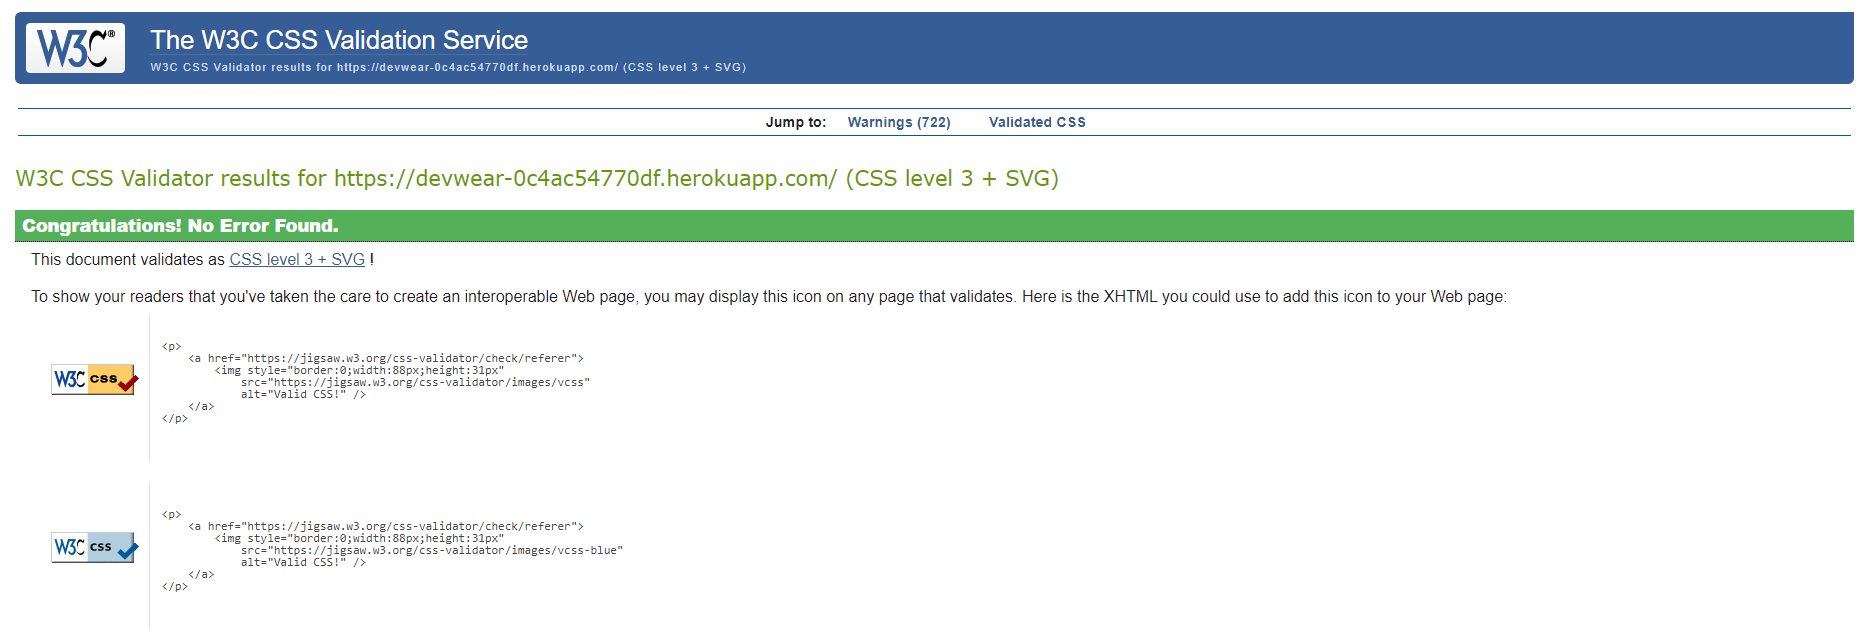 W3C®
The W3C CSS Validation Service
W3C CSS Validator results for https://devwear-0c4ac54770df.herokuapp.com/ (CSS level 3 + SVG)
Jump to: Warnings (722) Validated CSS
W3C CSS Validator results for https://devwear-0c4ac54770df.herokuapp.com/ (CSS level 3 + SVG)
Congratulations! No Error Found.
This document validates as CSS level 3 + SVG !
To show your readers that you've taken the care to create an interoperable Web page, you may display this icon on any page that validates. Here is the XHTML you could use to add this icon to your Web page:
W3C css
<p>
<a href="https://jigsaw.w3.org/css-validator/check/referer">
<img style="border:0;width:88px;height:31px"
src="https://jigsaw.w3.org/css-validator/images/vcss"
alt="Valid CSS!" />
</a>
</p>
W3C css
<p>
<a href="https://jigsaw.w3.org/css-validator/check/referer">
<img style="border:0;width:88px;height:31px"
src="https://jigsaw.w3.org/css-validator/images/vcss-blue"
alt="Valid CSS!" />
</a>
</p>